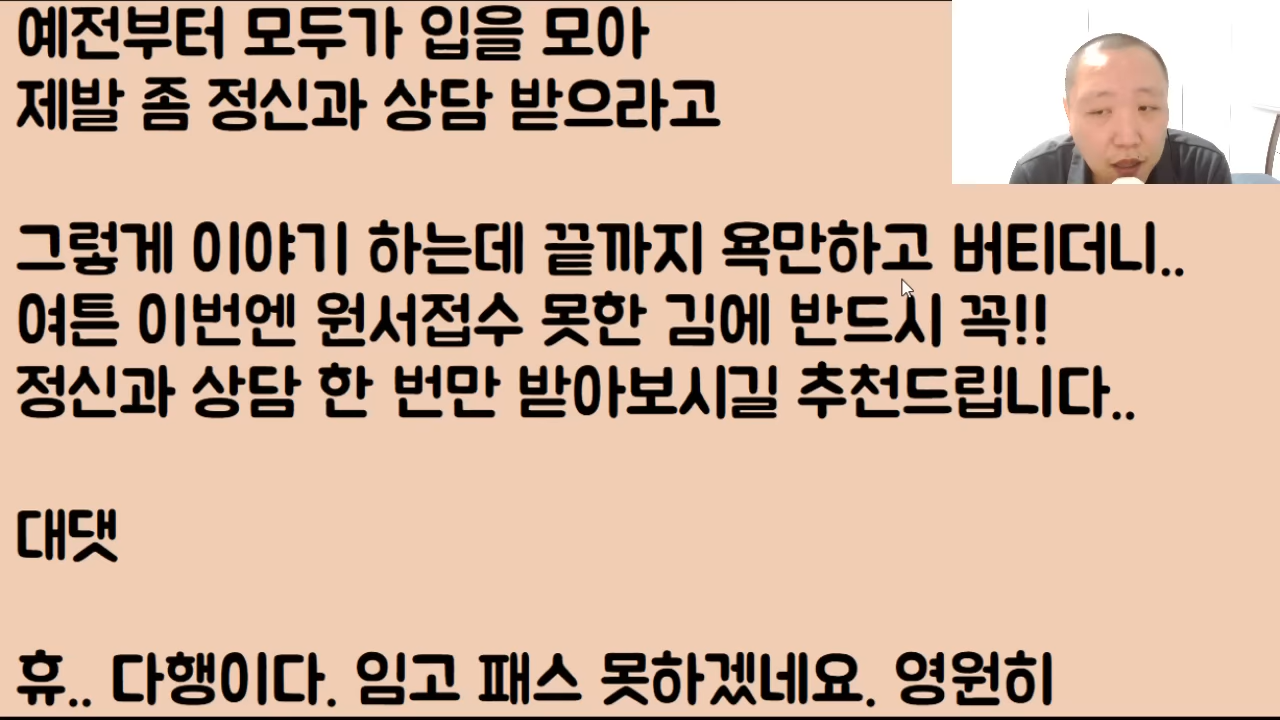 예전부터 모두가 입을 모아
제발 좀 정신과 상담 받으라고
그렇게 이야기 하는데 끝까지 욕만하고 버티더니..
여튼 이번엔 원서접수 못한 김에 반드시 꼭!!
정신과 상담 한 번만 받아보시길 추천드립니다..
대댓
휴.. 다행이다. 임고 패스 못하겠네요. 영원히